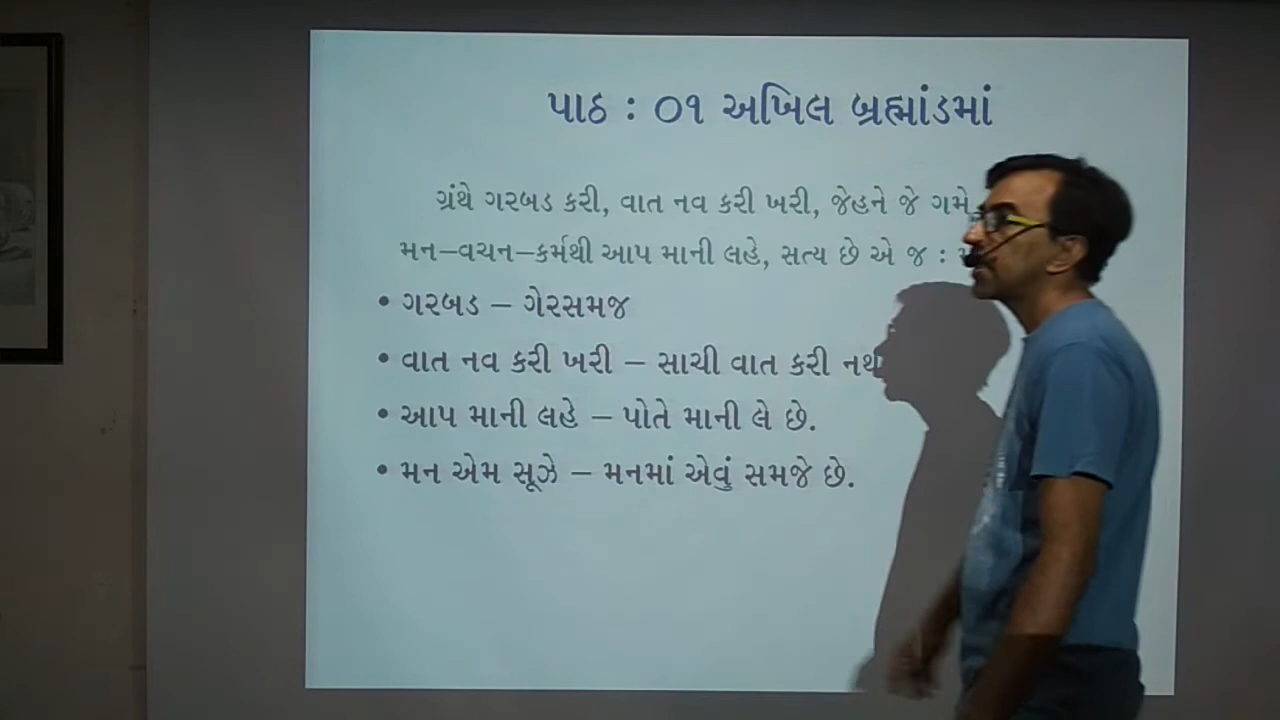 પાઠ : ૦૧ અખિલ બ્રહ્માંડમાં
ગ્રંથે ગરબડ કરી, વાત નવ કરી ખરી, જેહને જે ગમે
મન–વચન–કર્મથી આપ માની લહે, સત્ય છે એ જ :
• ગરબડ – ગેરસમજ
• વાત નવ કરી ખરી – સાચી વાત કરી
• આપ માની લહે – પોતે માની લે છે.
• મન એમ સૂઝે – મનમાં એવું સમજે છે.